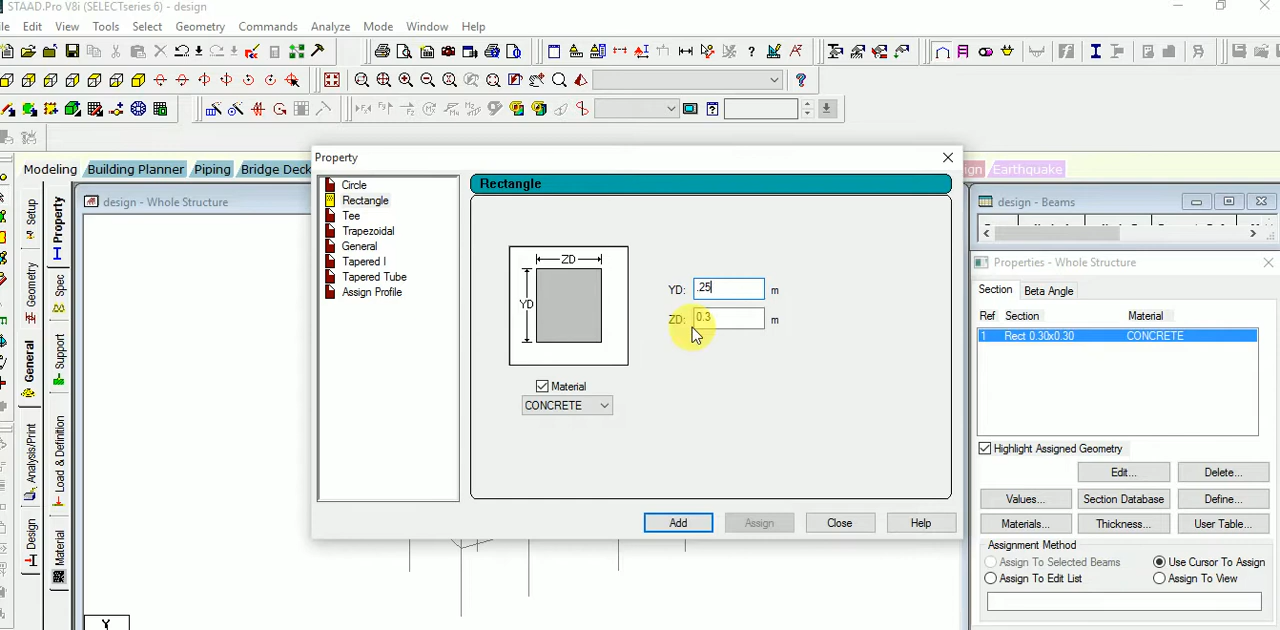 STAAD.Pro V8i (SELECTseries 6) - design
ile Edit View Tools Select Geometry Commands Analyze Mode Window Help
Modeling Building Planner Piping Bridge Deck ign Earthquake
Setup
Geometry
General
Analysis/Print
Design
Property
Spec
Support
Load & Definition
Material
design - Whole Structure
Y
Property
Circle
Rectangle
Tee
Trapezoidal
General
Tapered I
Tapered Tube
Assign Profile
Rectangle
ZD
YD
YD: .25 m
ZD: 0.3 m
Material
CONCRETE
Add Assign Close Help
design - Beams
Properties - Whole Structure
Section Beta Angle
Ref Section Material
1 Rect 0.30x0.30 CONCRETE
Highlight Assigned Geometry
Edit... Delete...
Values... Section Database Define...
Materials... Thickness... User Table...
Assignment Method
Assign To Selected Beams Use Cursor To Assign
Assign To Edit List Assign To View